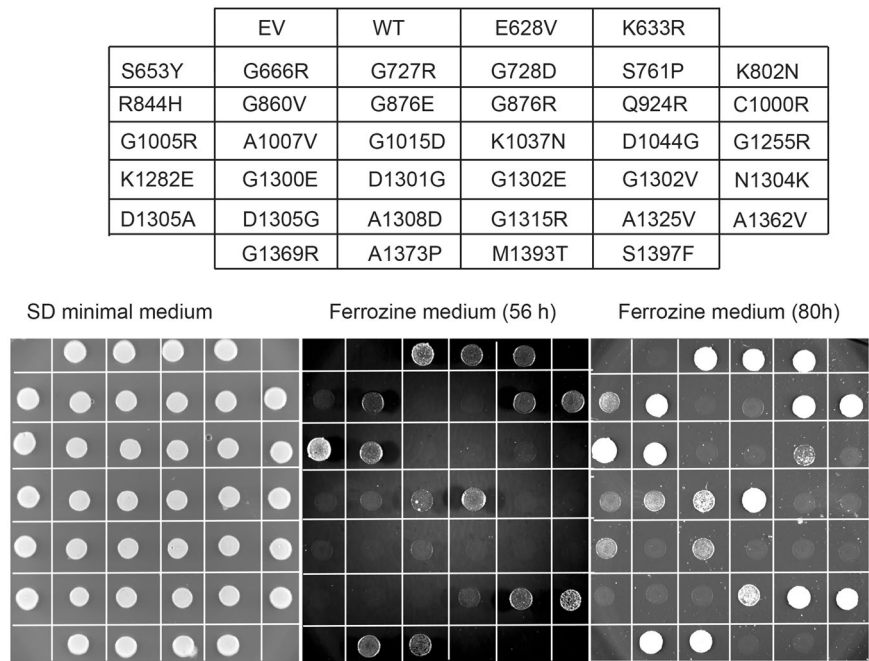 EV WT E628V K633R
S653Y G666R G727R G728D S761P K802N
R844H G860V G876E G876R Q924R C1000R
G1005R A1007V G1015D K1037N D1044G G1255R
K1282E G1300E D1301G G1302E G1302V N1304K
D1305A D1305G A1308D G1315R A1325V A1362V
G1369R A1373P M1393T S1397F
SD minimal medium Ferrozine medium (56 h) Ferrozine medium (80h)